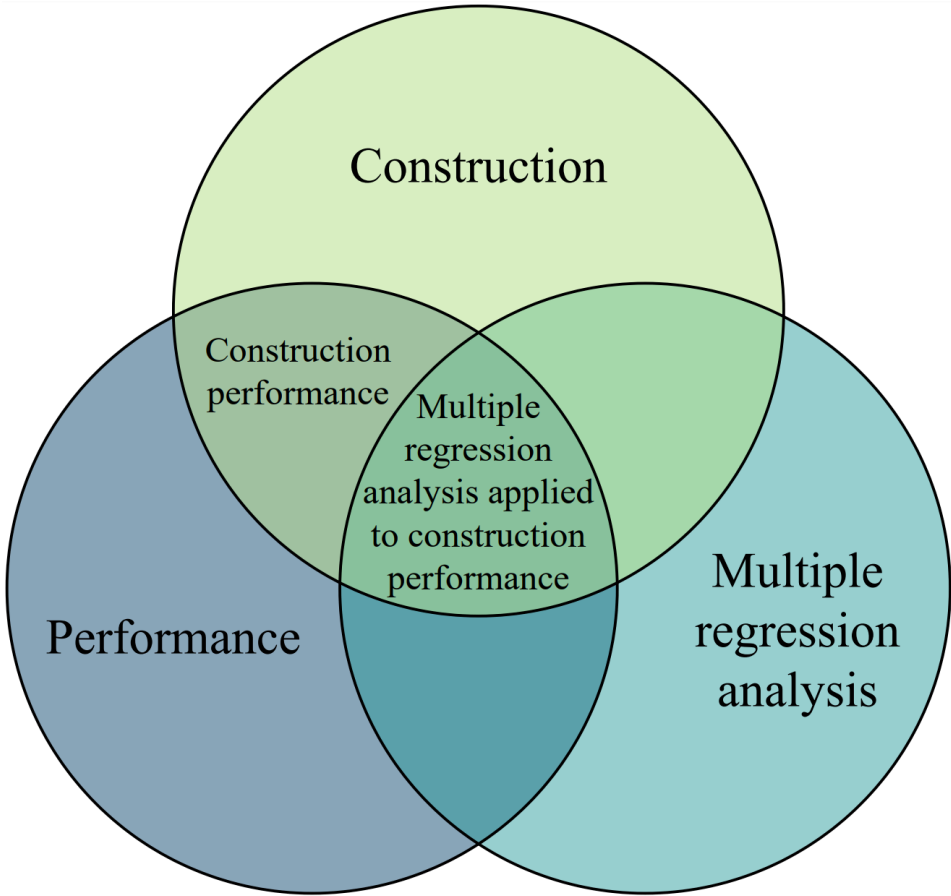 Construction
Construction
performance
Multiple
regression
analysis applied
to construction
performance
Performance
Multiple
regression
analysis